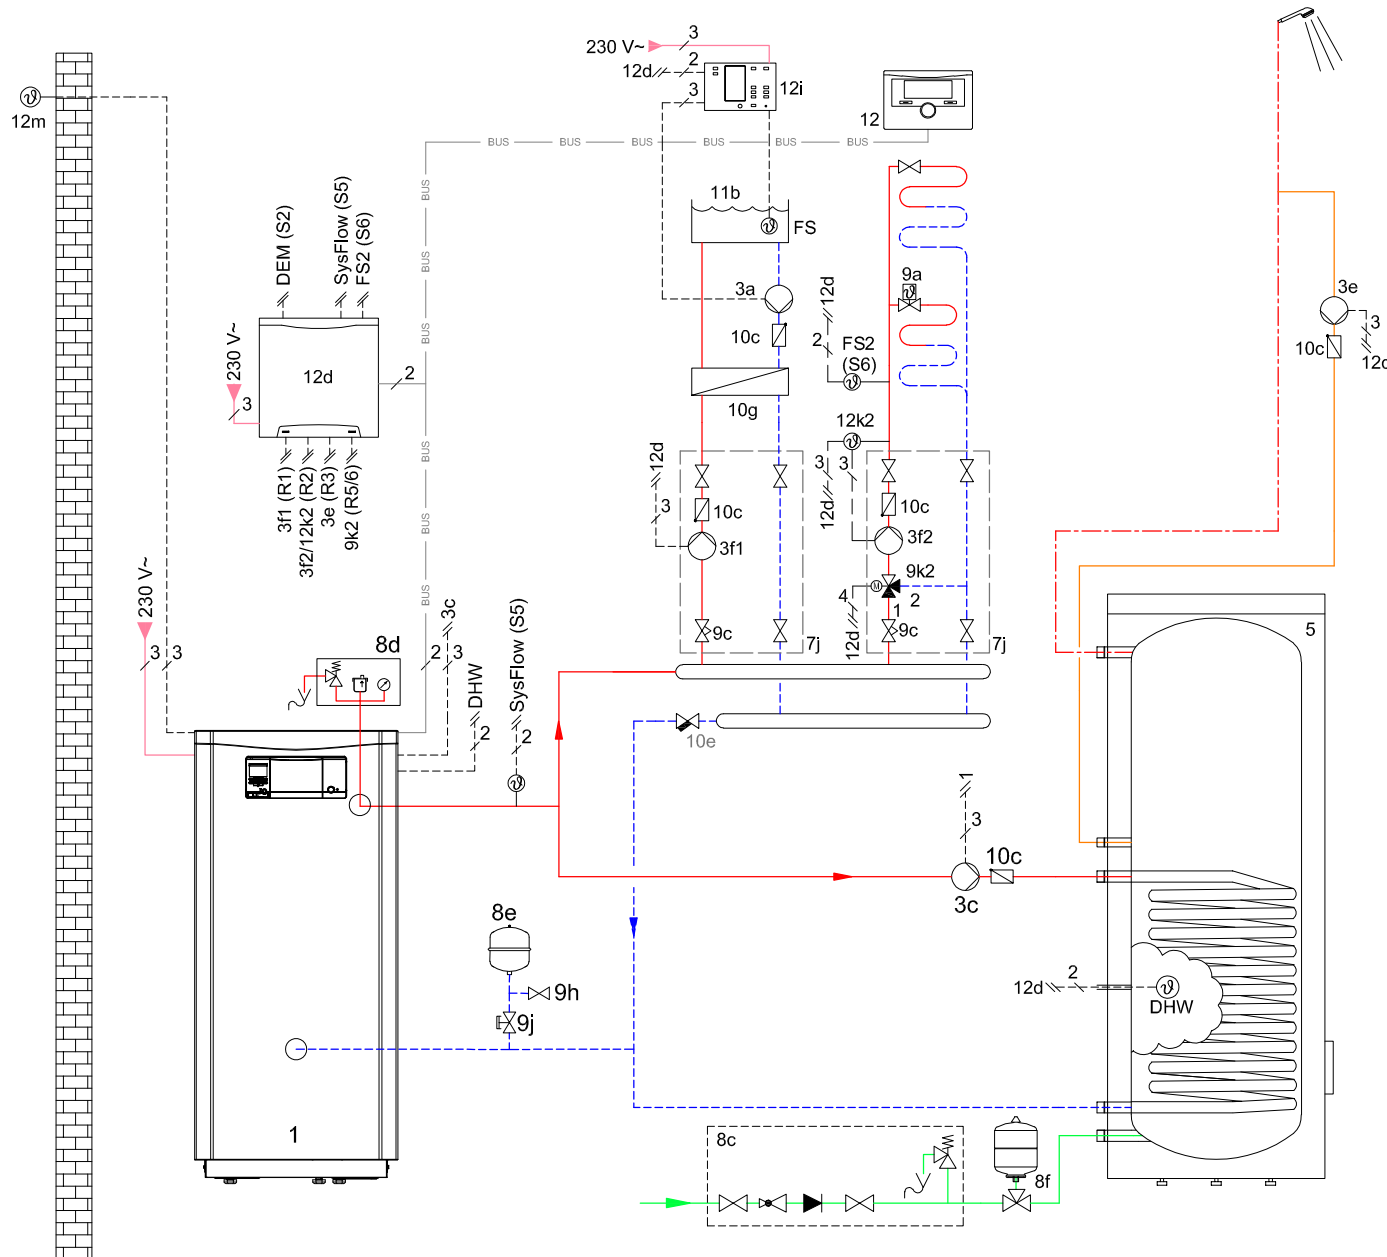 230 V~
3
2
12d
3
12i
12
12m
BUS
BUS
BUS
BUS
BUS
BUS
BUS
BUS
BUS
BUS
BUS
DEM (S2)
SysFlow (S5)
FS2 (S6)
230 V~
3
12d
2
3f1 (R1)
3f2/12k2 (R2)
3e (R3)
9k2 (R5/6)
11b
FS
3a
10c
10g
12d
3
10c
3f1
9c
7j
12d
2
FS2
(S6)
9a
12k2
3
3
12d
10c
3f2
9k2
2
1
4
12d
9c
7j
3e
3
10c
12d
230 V~
3
3
8d
2
3c
3
DHW
2
SysFlow (S5)
2
10e
5
1
3
10c
3c
8e
9h
9j
12d
2
DHW
1
8c
8f